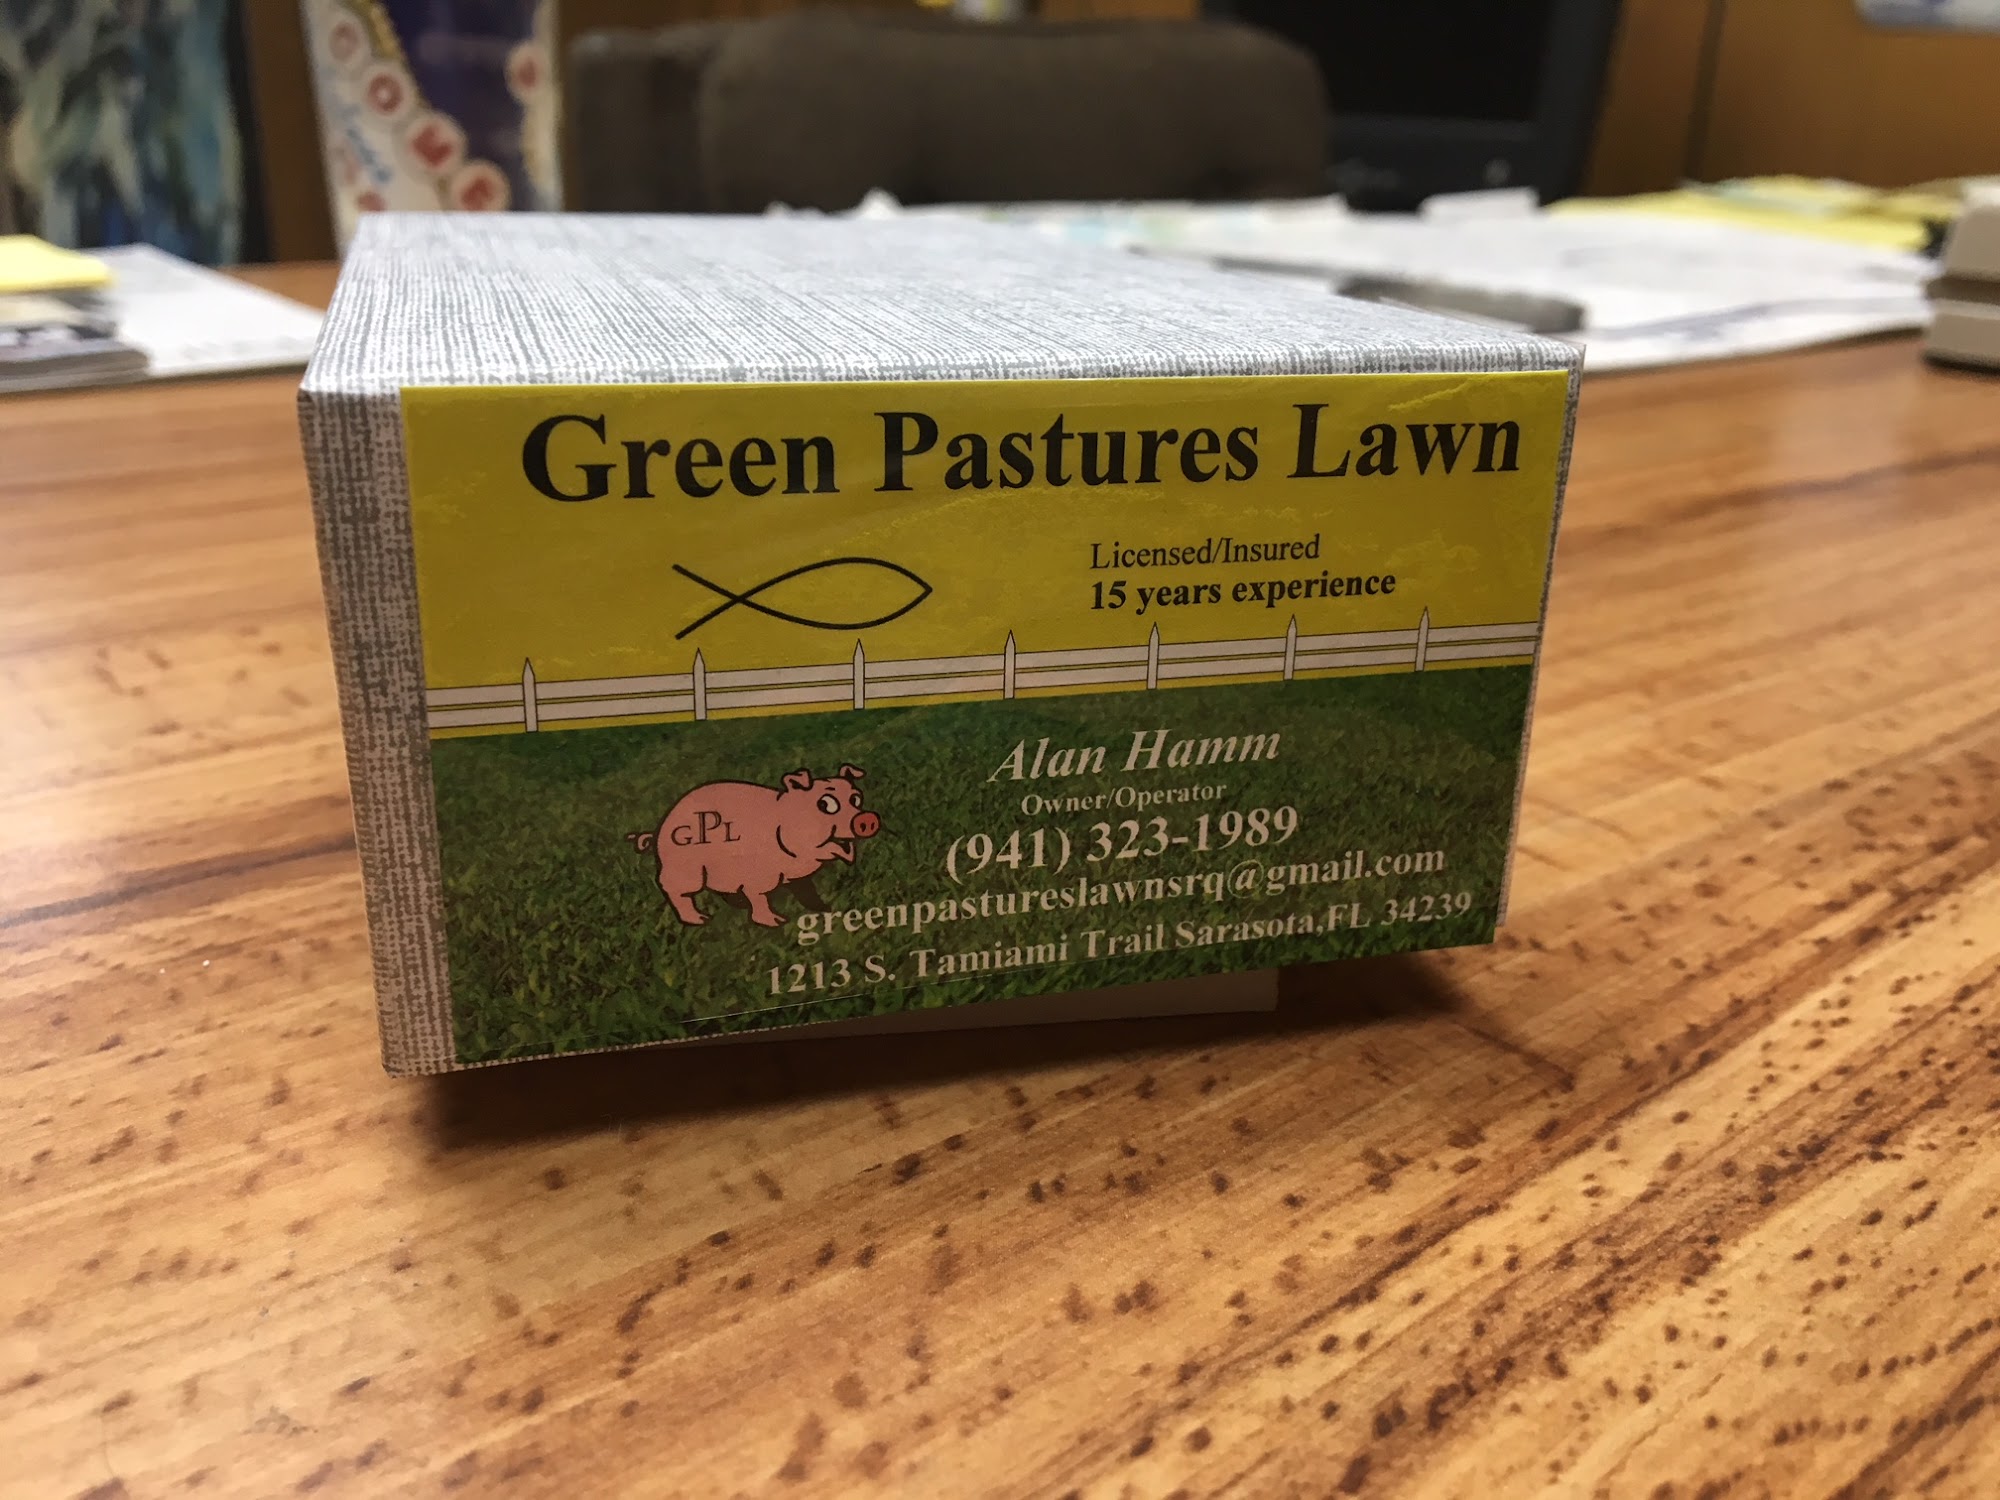 COME
Green Pastures Lawn
Licensed/Insured
15 years experience
Alan Hamm
Owner/Operator
GPL
(941) 323-1989
greenpastureslawnsrq@gmail.com
1213 S. Tamiami Trail Sarasota,FL 34239